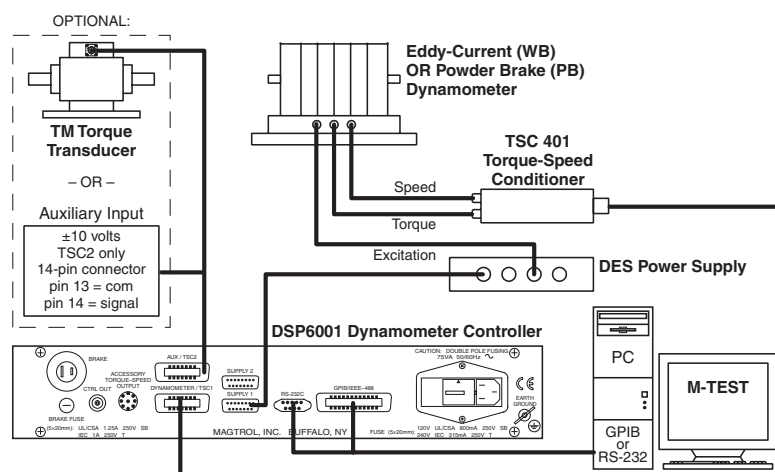 OPTIONAL:
TM Torque
Transducer
– OR –
Auxiliary Input
±10 volts
TSC2 only
14-pin connector
pin 13 = com
pin 14 = signal
Eddy-Current (WB)
OR Powder Brake (PB)
Dynamometer
TSC 401
Torque-Speed
Conditioner
Speed
Torque
Excitation
DES Power Supply
DSP6001 Dynamometer Controller
BRAKE
BRAKE FUSE
CTRL OUT
ACCESSORY
TORQUE–SPEED
OUTPUT
AUX / TSC2
DYNAMOMETER / TSC1
SUPPLY 2
SUPPLY 1
RS-232C
GPIB/IEEE–488
CAUTION: DOUBLE POLE FUSING
75VA 50/60Hz
EARTH
GROUND
(5x20mm): UL/CSA 1.25A 250V SB
IEC 1A 250V T
MAGTROL, INC. BUFFALO, NY
FUSE (5x20mm): 120V UL/CSA 800mA 250V SB
240V IEC 315mA 250V T
PC
GPIB
or
RS-232
M-TEST